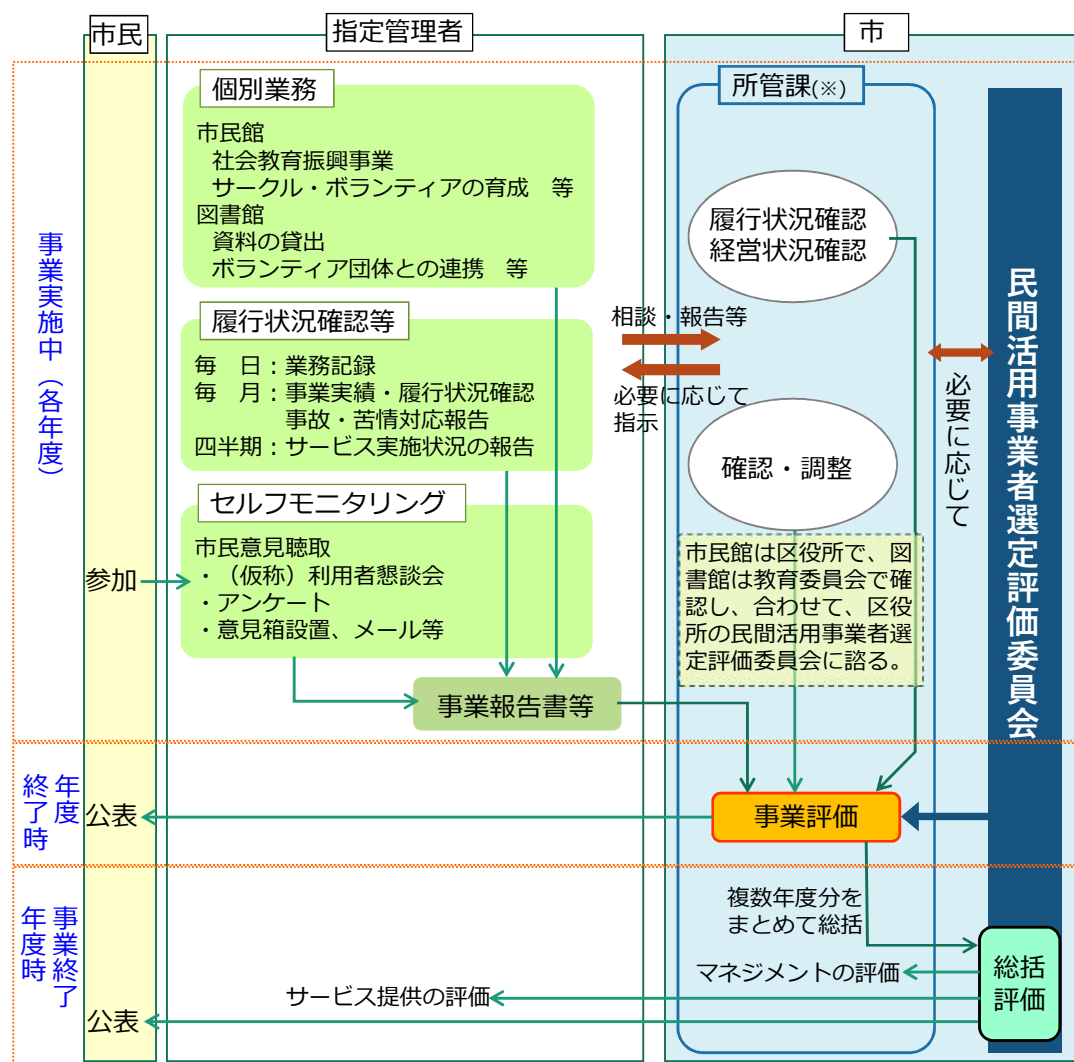 市民
指定管理者
市
個別業務
市民館
社会教育振興事業
サークル・ボランティアの育成　等
図書館
資料の貸出
ボランティア団体との連携　等
所管課(※)
履行状況確認
経営状況確認
民間活用事業者選定評価委員会
事業実施中（各年度）
履行状況確認等
毎　日：業務記録
毎　月：事業実績・履行状況確認
事故・苦情対応報告
四半期：サービス実施状況の報告
相談・報告等
必要に応じて
指示
必要に応じて
確認・調整
セルフモニタリング
市民意見聴取
・（仮称）利用者懇談会
・アンケート
・意見箱設置、メール等
参加
市民館は区役所で、図
書館は教育委員会で確
認し、合わせて、区役
所の民間活用事業者選
定評価委員会に諮る。
事業報告書等
年度
終了時
公表
事業評価
複数年度分を
まとめて総括
事業終了
年度時
マネジメントの評価
サービス提供の評価
総括
評価
公表